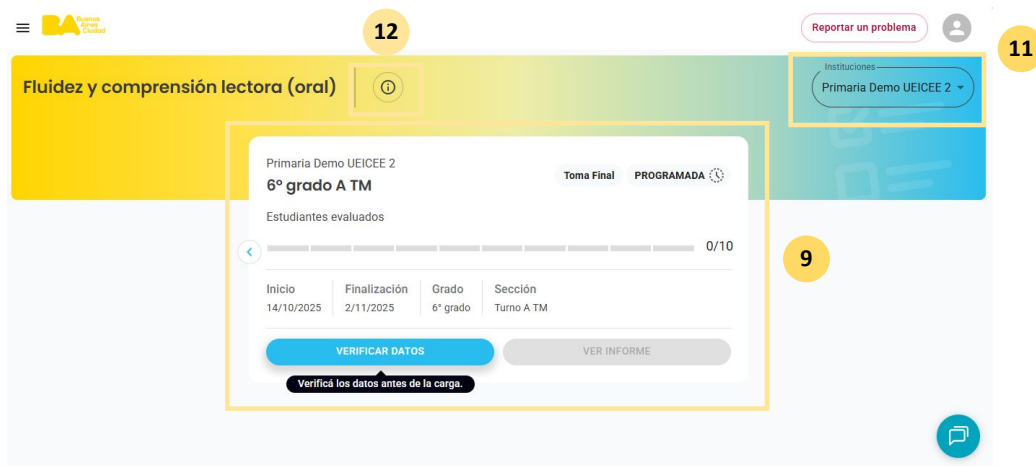 Buenos
Aires
Ciudad
BA
12
Reportar un problema
11
Fluidez y comprensión lectora (oral)
Instituciones
Primaria Demo UEICEE 2
Primaria Demo UEICEE 2
6º grado A TM
Toma Final
PROGRAMADA
Estudiantes evaluados
0/10
9
Inicio
Finalización
Grado
Sección
14/10/2025
2/11/2025
6° grado
Turno A TM
VERIFICAR DATOS
VER INFORME
Verificá los datos antes de la carga.